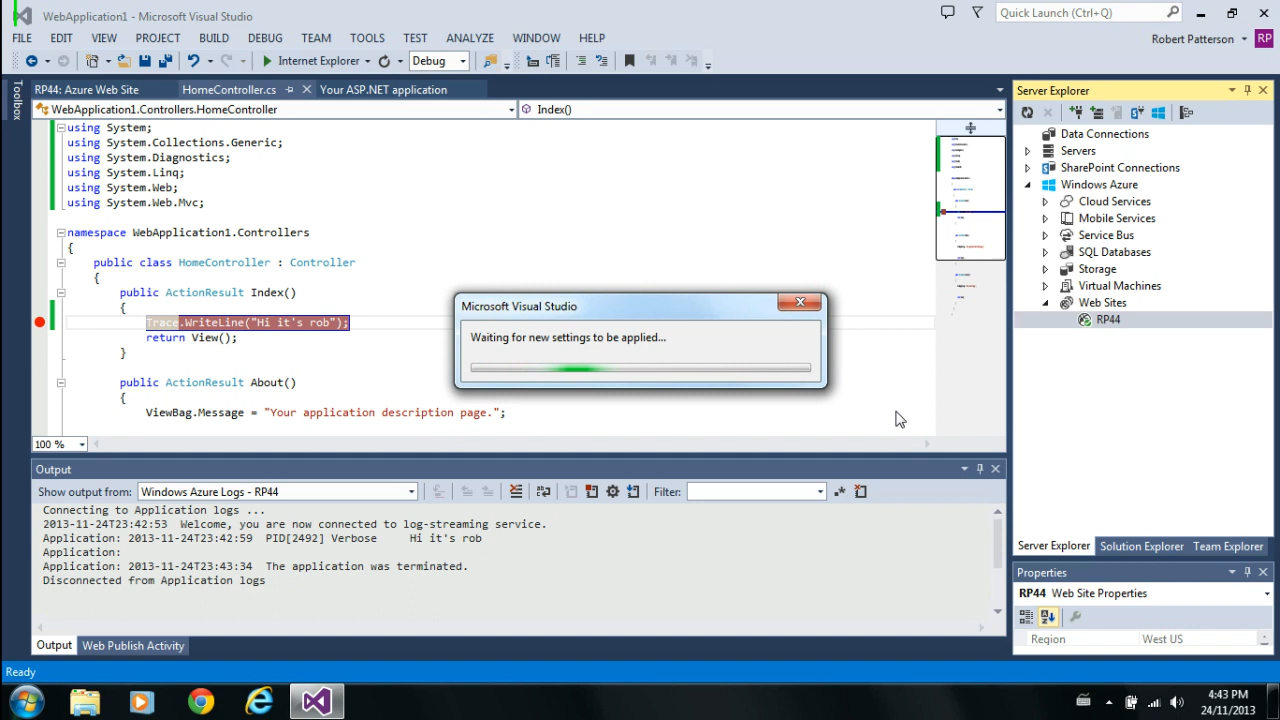 WebApplication1 - Microsoft Visual Studio
Quick Launch (Ctrl+Q)
FILE EDIT VIEW PROJECT BUILD DEBUG TEAM TOOLS TEST ANALYZE WINDOW HELP
Robert Patterson RP
Internet Explorer Debug
RP44: Azure Web Site HomeController.cs Your ASP.NET application
Toolbox
WebApplication1.Controllers.HomeController Index()
using System;
using System.Collections.Generic;
using System.Diagnostics;
using System.Linq;
using System.Web;
using System.Web.Mvc;
namespace WebApplication1.Controllers
{
public class HomeController : Controller
{
public ActionResult Index()
{
Trace.WriteLine("Hi it's rob");
return View();
}
public ActionResult About()
{
ViewBag.Message = "Your application description page.";
100 %
Microsoft Visual Studio
Waiting for new settings to be applied...
Output
Show output from: Windows Azure Logs - RP44 Filter:
Connecting to Application logs ...
2013-11-24T23:42:53 Welcome, you are now connected to log-streaming service.
Application: 2013-11-24T23:42:59 PID[2492] Verbose Hi it's rob
Application:
Application: 2013-11-24T23:43:34 The application was terminated.
Disconnected from Application logs
Output Web Publish Activity
Server Explorer
Data Connections
Servers
SharePoint Connections
Windows Azure
Cloud Services
Mobile Services
Service Bus
SQL Databases
Storage
Virtual Machines
Web Sites
RP44
Server Explorer Solution Explorer Team Explorer
Properties
RP44 Web Site Properties
Region West US
Ready
4:43 PM
24/11/2013